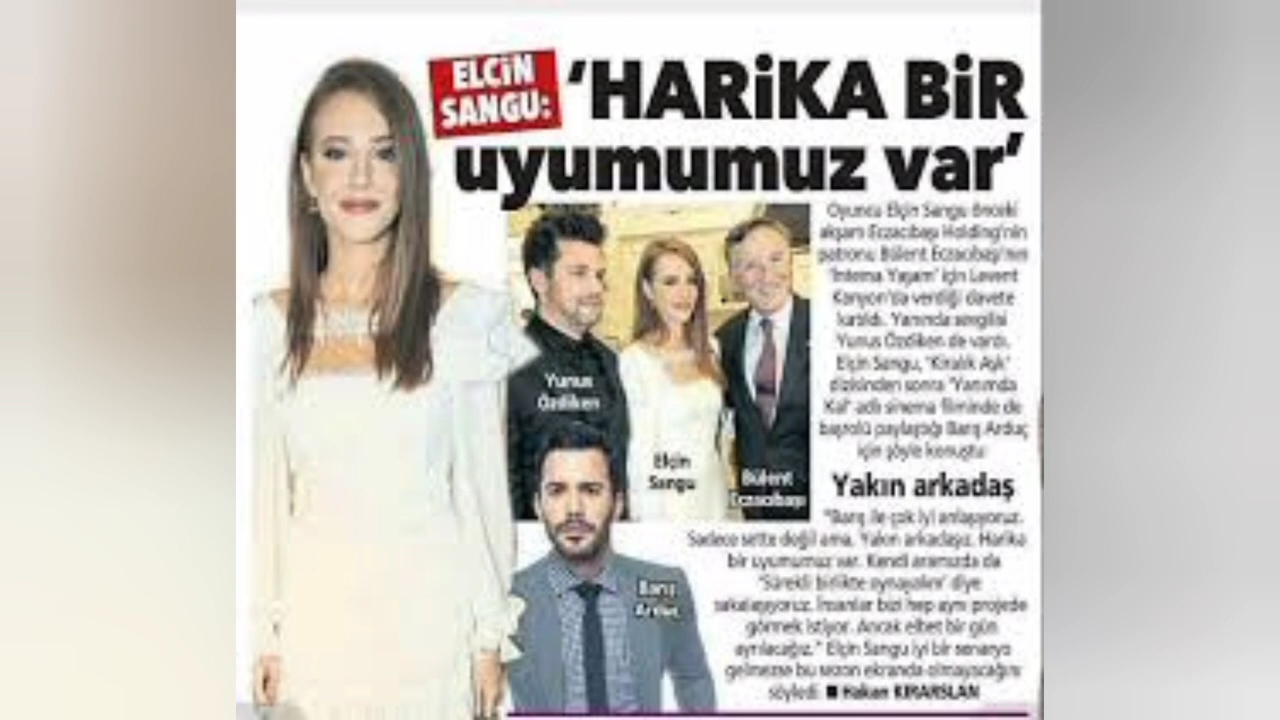 ELÇİN
SANGU:
‘HARiKA BiR
uyumumuz var’
Oyuncu Elçin Sangu önceki
akşam Eczacıbaşı Holding'nin
patronu Bülent Eczacıbaşı'nın
'İntema Yaşam' için Levent
Kanyon'da verdiği davete
katıldı. Yanında sevgilisi
Yunus Özdiken de vardı.
Elçin Sangu, "Kiralık Aşk"
dizisinden sonra "Yanımda
Kal" adlı sinema filminde de
başrolü paylaştığı Barış Arduç
için şöyle konuştu:
Yunus
Özdiken
Elçin
Sangu
Bülent
Eczacıbaşı
Barış
Arduç
Yakın arkadaş
"Barış ile çok iyi anlaşıyoruz.
Sadece sette değil ama. Yakın arkadaşız. Harika
bir uyumumuz var. Kendi aramızda da
'Sürekli birlikte oynayalım' diye
şakalaşıyoruz. İnsanlar bizi hep aynı projede
görmek istiyor. Ancak elbet bir gün
ayrılacağız." Elçin Sangu iyi bir senaryo
gelmezse bu sezon ekranda olmayacağını
söyledi. ■ Hakan KIRARSLAN